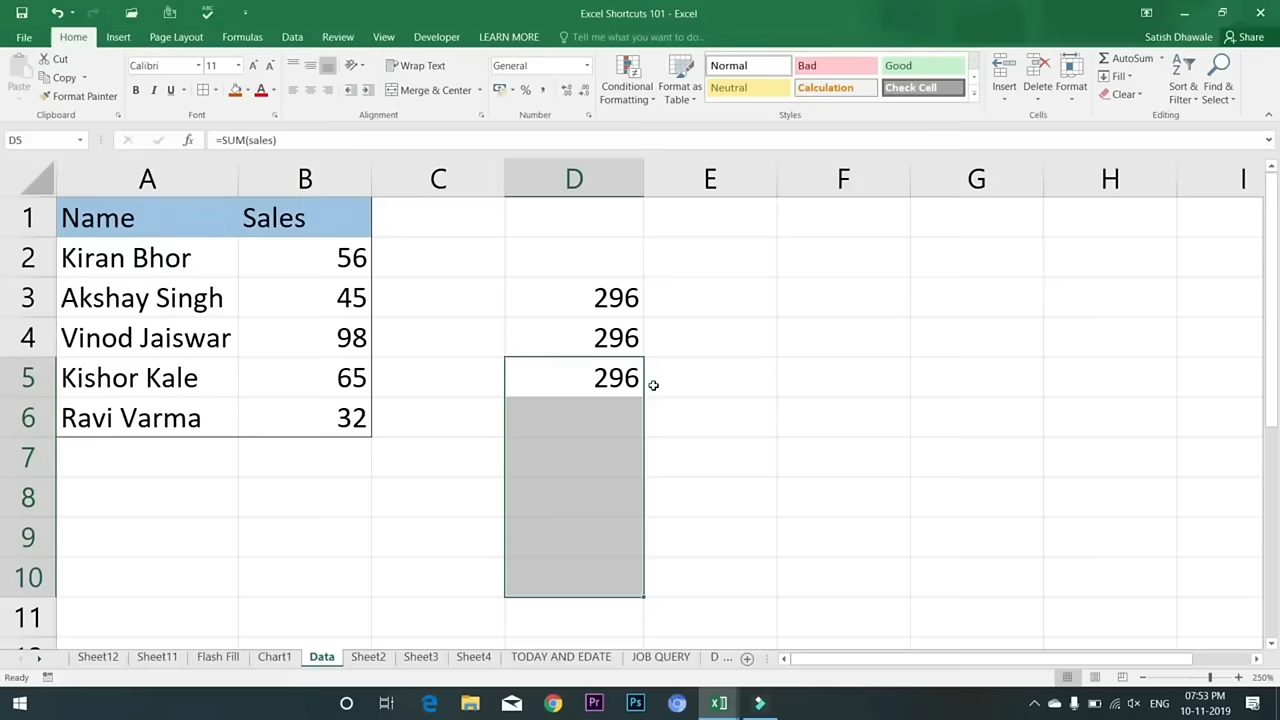 Excel Shortcuts 101 - Excel
File Home Insert Page Layout Formulas Data Review View Developer LEARN MORE Tell me what you want to do... Satish Dhawale Share
Paste Cut Copy Format Painter Clipboard
Calibri 11 A A B I U A Font
Wrap Text Merge & Center Alignment
General % , Number
Conditional Formatting Format as Table
Normal Bad Good
Neutral Calculation Check Cell
Styles
Insert Delete Format Cells
AutoSum Fill Clear Sort & Filter Find & Select Editing
D5 fx =SUM(sales)
A B C D E F G H I
1 Name Sales
2 Kiran Bhor 56
3 Akshay Singh 45 296
4 Vinod Jaiswar 98 296
5 Kishor Kale 65 296
6 Ravi Varma 32
7
8
9
10
11
Sheet12 Sheet11 Flash Fill Chart1 Data Sheet2 Sheet3 Sheet4 TODAY AND EDATE JOB QUERY D ...
Ready 250%
Pr Ps ENG 07:53 PM
10-11-2019